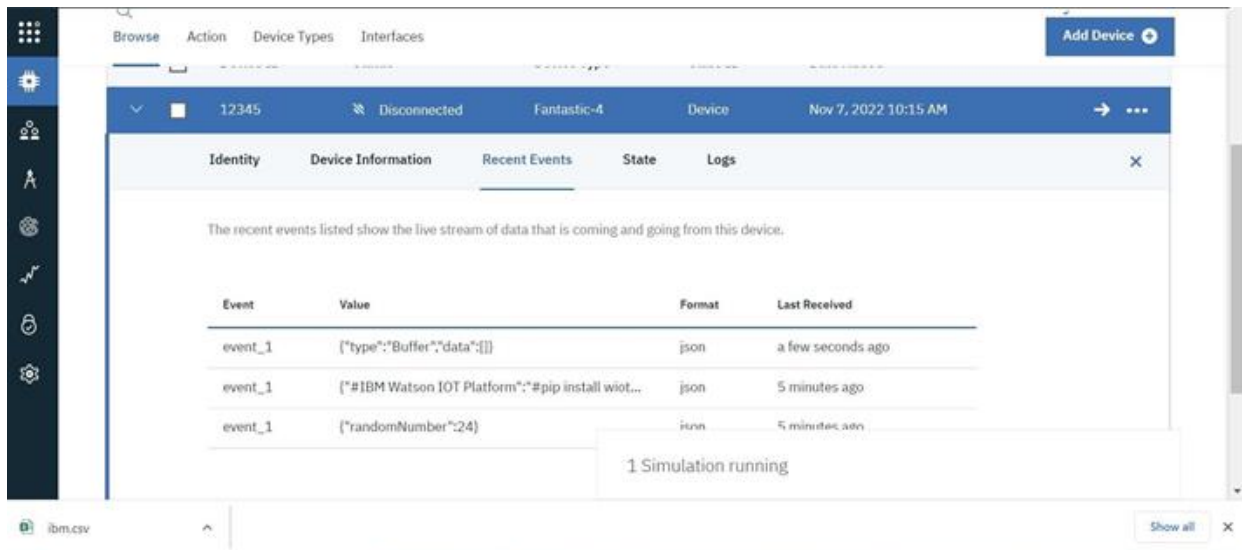 Browse Action Device Types Interfaces
Add Device
12345 Disconnected Fantastic-4 Device Nov 7, 2022 10:15 AM
Identity Device Information Recent Events State Logs
The recent events listed show the live stream of data that is coming and going from this device.
Event Value Format Last Received
event_1 {"type":"Buffer","data":[]} json a few seconds ago
event_1 {"#IBM Watson IOT Platform":"#pip install wiot... json 5 minutes ago
event_1 {"randomNumber":24} json 5 minutes ago
1 Simulation running
ibm.csv
Show all